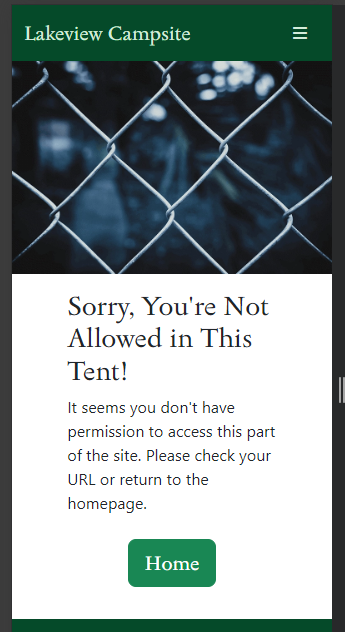 Lakeview Campsite
Sorry, You're Not
Allowed in This
Tent!
It seems you don't have
permission to access this part
of the site. Please check your
URL or return to the
homepage.
Home